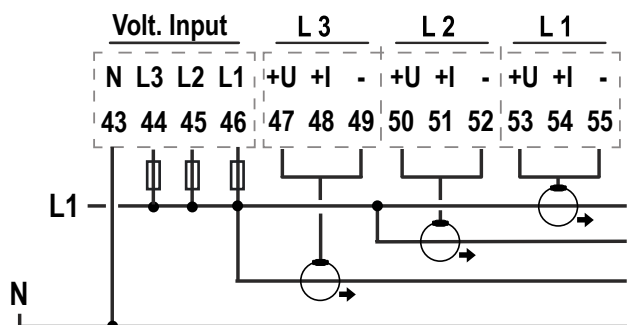 Volt. Input L 3 L 2 L 1
N L3 L2 L1 +U +I - +U +I - +U +I -
43 44 45 46 47 48 49 50 51 52 53 54 55
L1
N